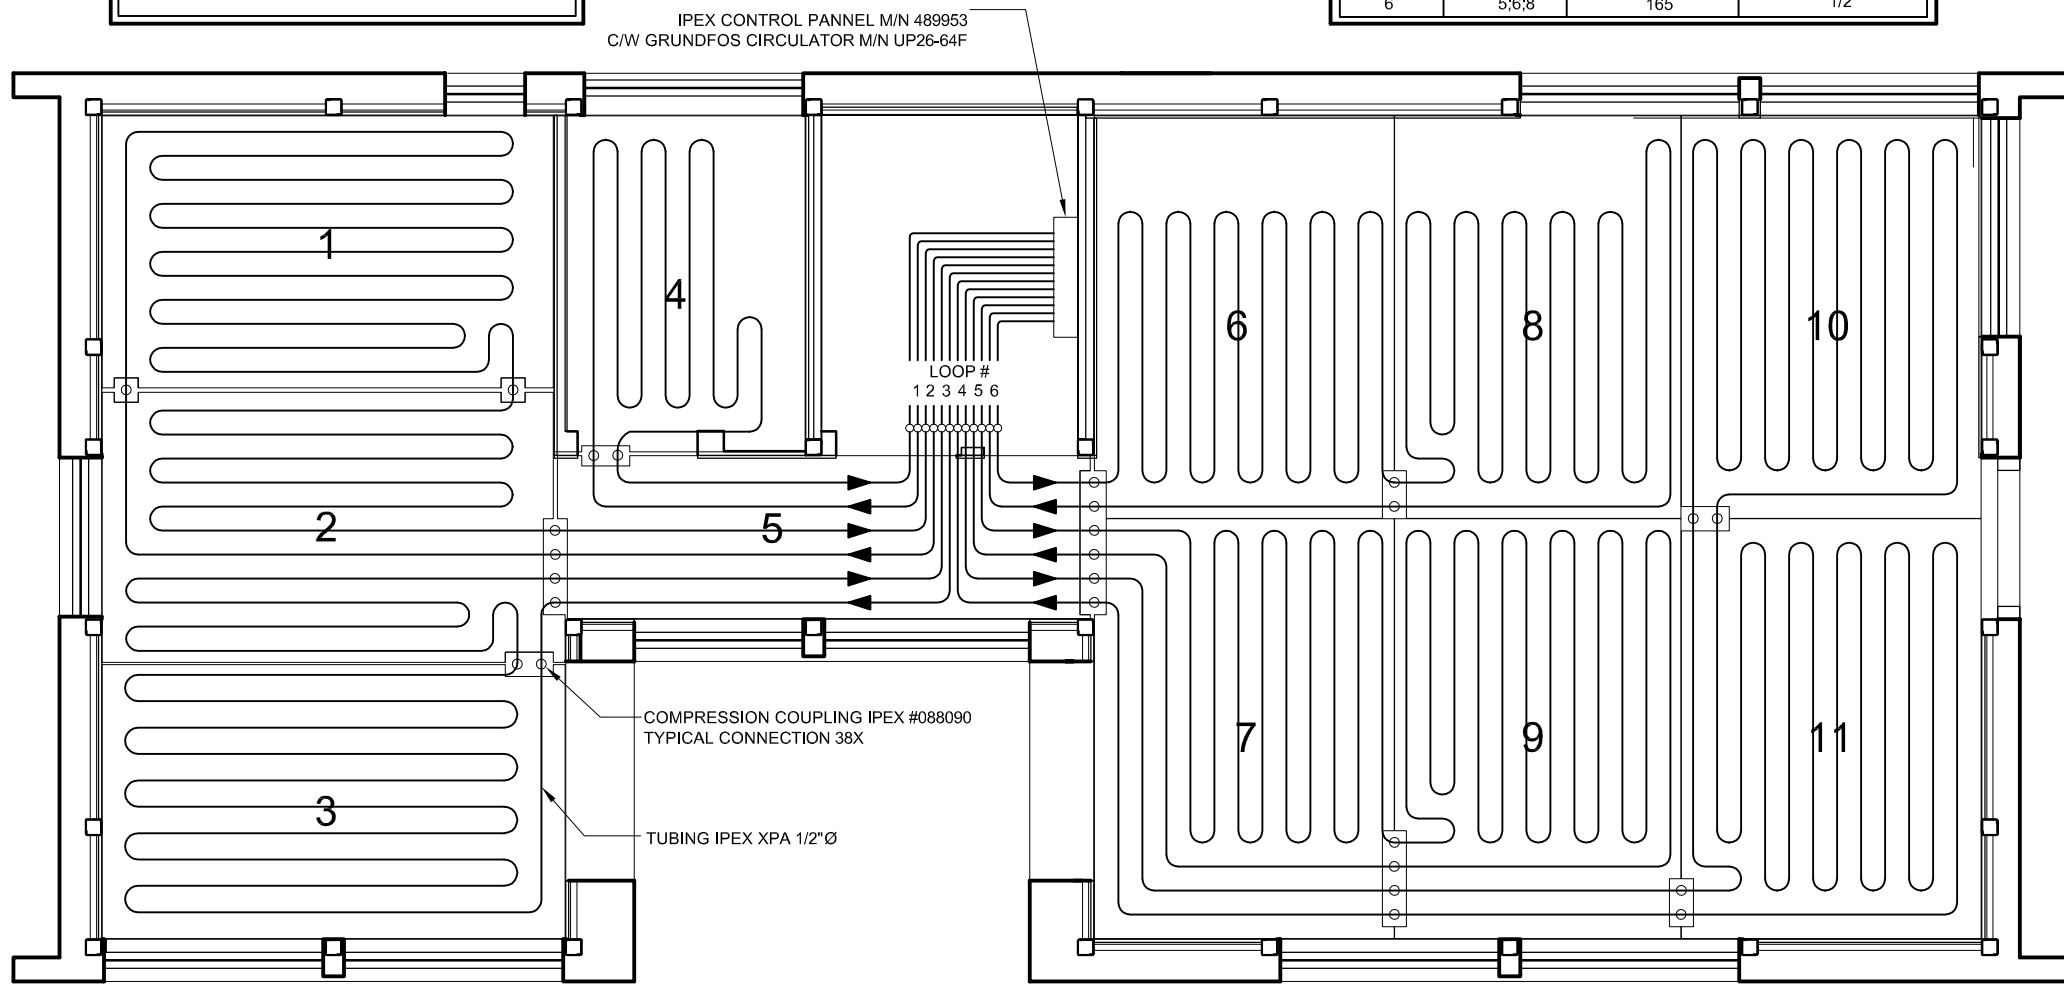 6 5;6;8 165 1/2
IPEX CONTROL PANNEL M/N 489953
C/W GRUNDFOS CIRCULATOR M/N UP26-64F
1
4
6
8
10
LOOP #
1 2 3 4 5 6
2
5
COMPRESSION COUPLING IPEX #088090
TYPICAL CONNECTION 38X
7
9
11
3
TUBING IPEX XPA 1/2"Ø